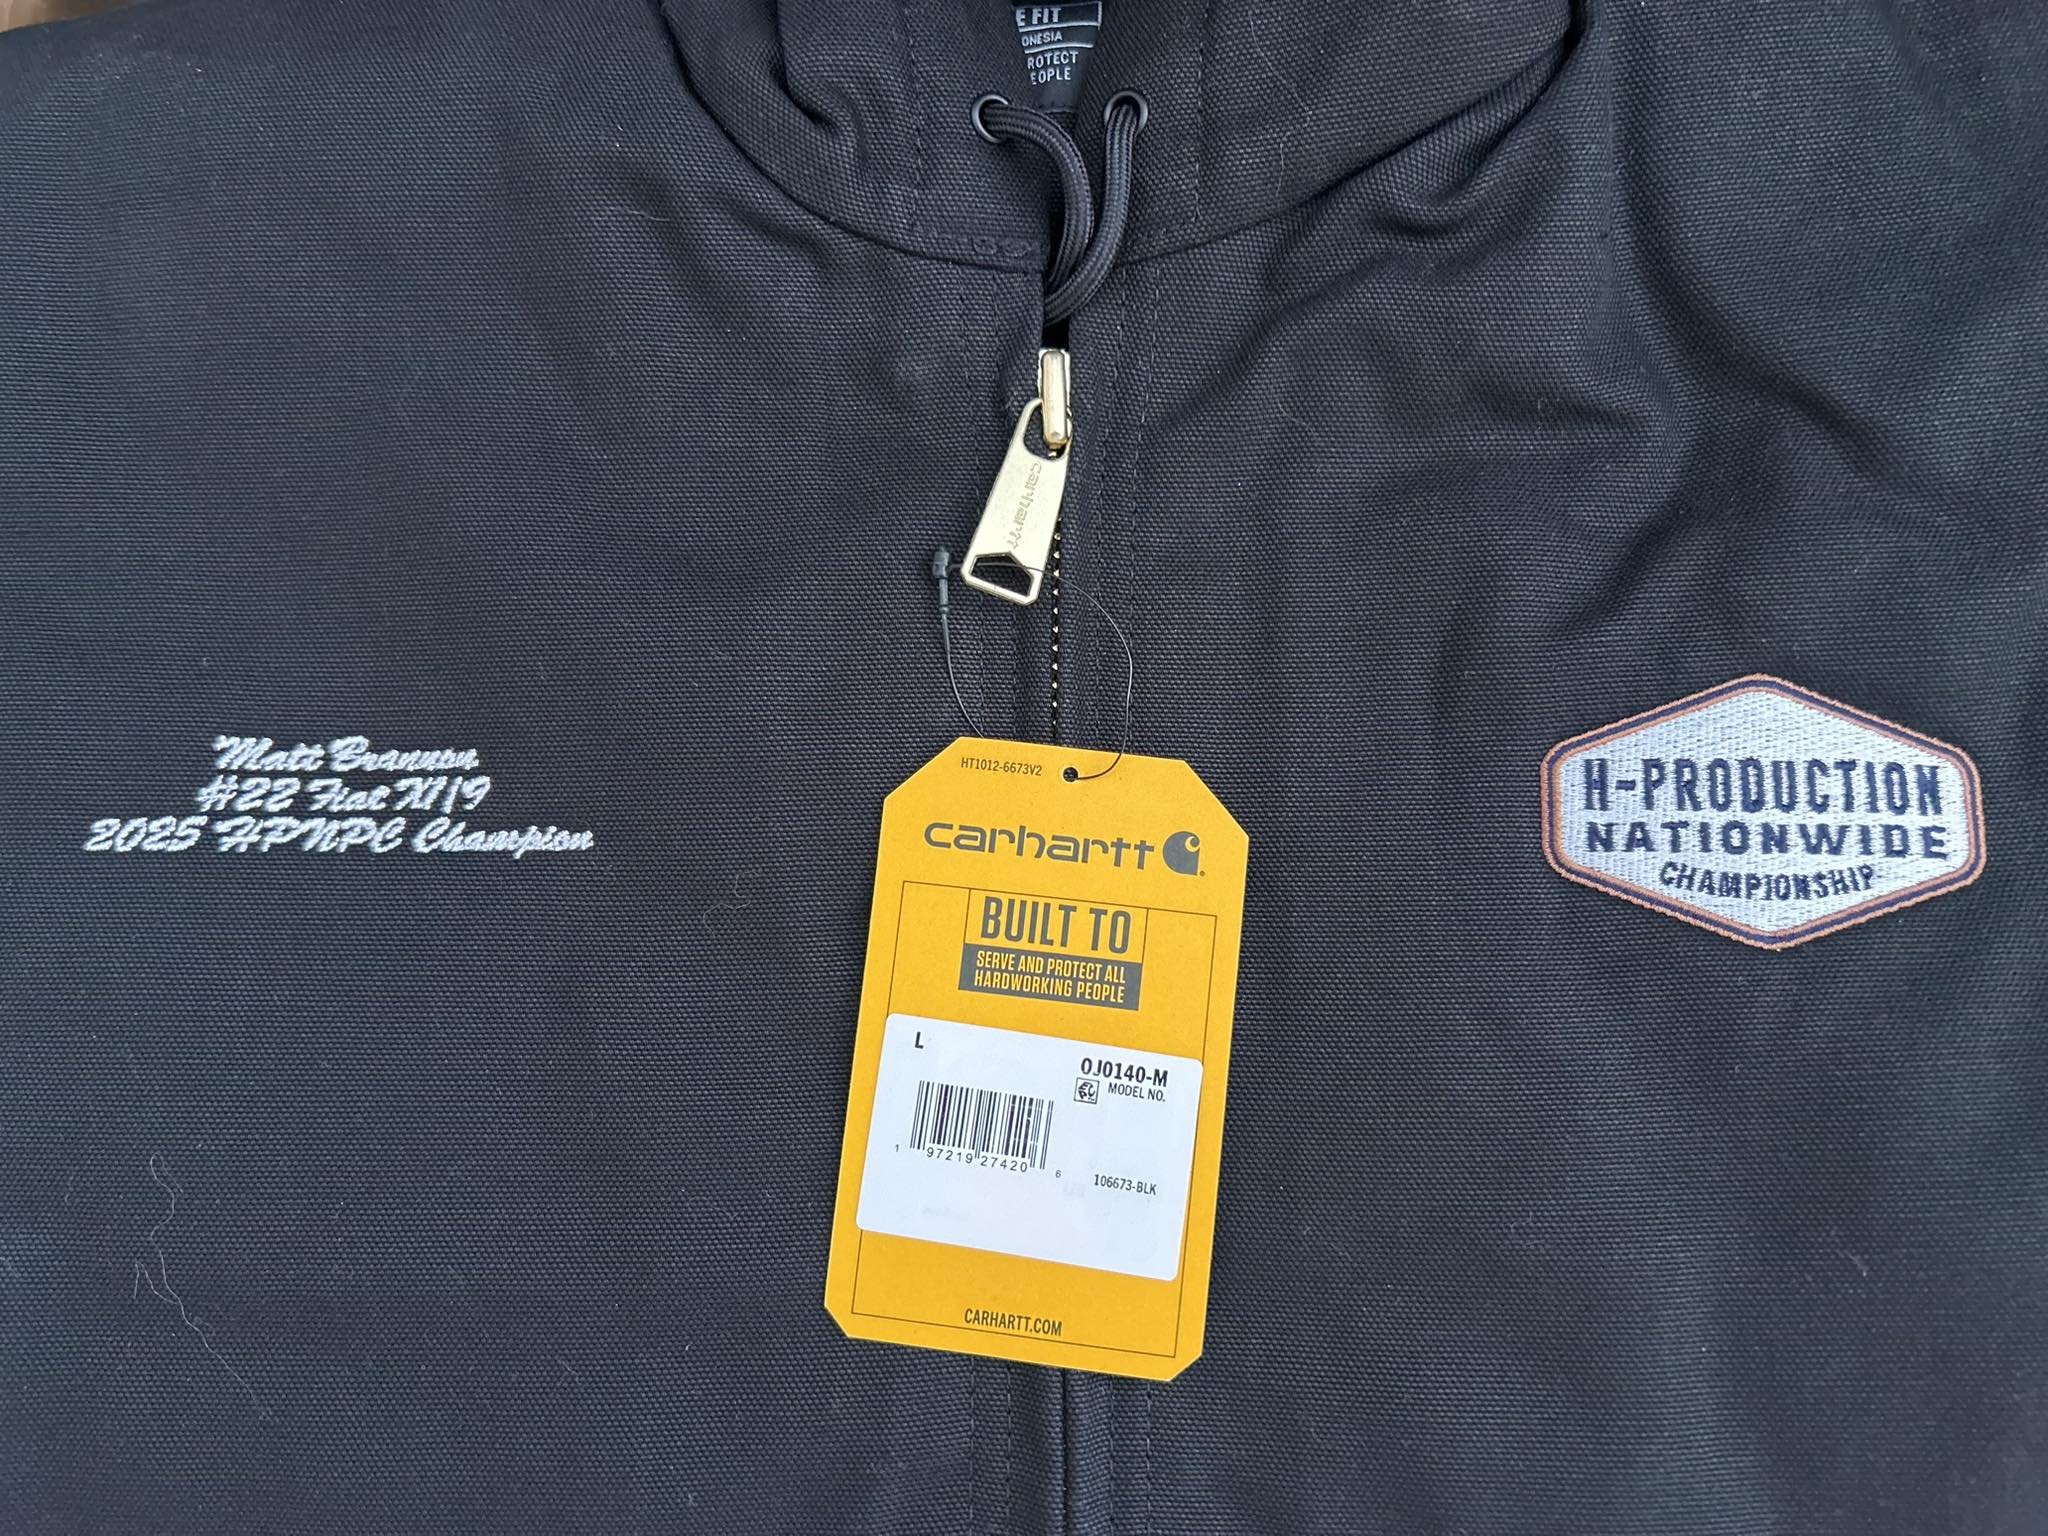 E FIT
ONESIA
ROTECT
EOPLE
carhartt
Matt Brannon
#22 Fiat X1/9
2025 HPNPC Champion
H-PRODUCTION
NATIONWIDE
CHAMPIONSHIP
HT1012-6673V2
carhartt
BUILT TO
SERVE AND PROTECT ALL
HARDWORKING PEOPLE
L
0J0140-M
MODEL NO.
1 97219 27420 6
106673-BLK
CARHARTT.COM